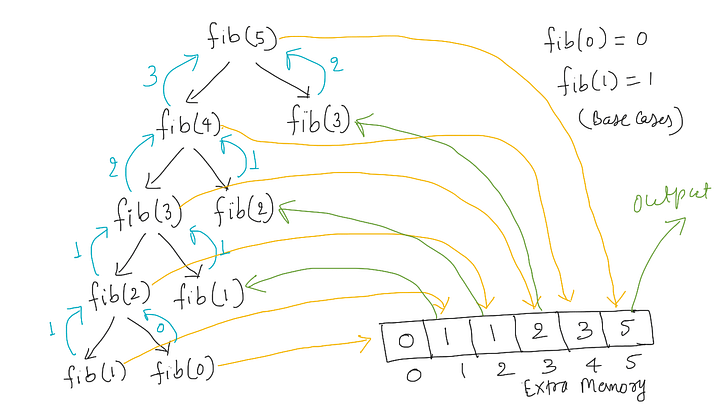 fib(5)
fib(0) = 0
3
2
fib(1) = 1
fib(4)
fib(3)
(Base Cases)
2
1
fib(3)
fib(2)
output
1
1
fib(2)
fib(1)
1
0
0 1 1 2 3 5
fib(1)
fib(0)
0 1 2 3 4 5
Extra Memory